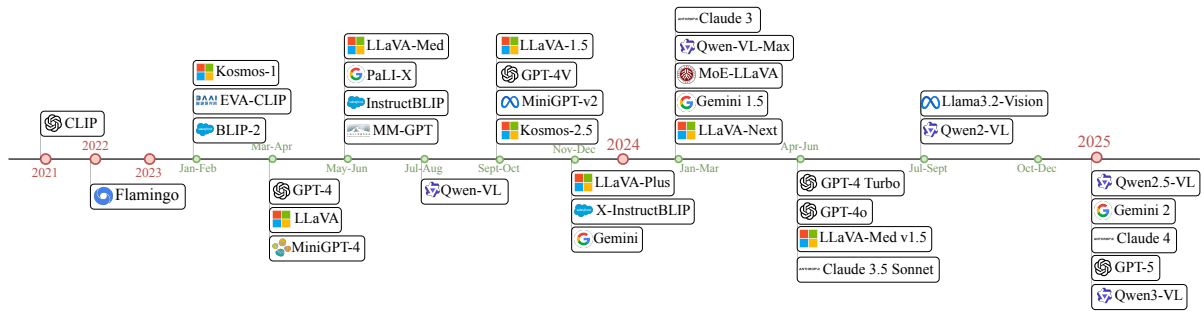 CLIP
2021
2022
Flamingo
2023
Kosmos-1
EVA-CLIP
BLIP-2
Jan-Feb
Mar-Apr
GPT-4
LLaVA
MiniGPT-4
LLaVA-Med
PaLI-X
InstructBLIP
MM-GPT
May-Jun
Jul-Aug
Qwen-VL
LLaVA-1.5
GPT-4V
MiniGPT-v2
Kosmos-2.5
Sept-Oct
Nov-Dec
LLaVA-Plus
X-InstructBLIP
Gemini
2024
Claude 3
Qwen-VL-Max
MoE-LLaVA
Gemini 1.5
LLaVA-Next
Jan-Mar
Apr-Jun
GPT-4 Turbo
GPT-4o
LLaVA-Med v1.5
ANTHROPIC Claude 3.5 Sonnet
Llama3.2-Vision
Qwen2-VL
Jul-Sept
Oct-Dec
2025
Qwen2.5-VL
Gemini 2
Claude 4
GPT-5
Qwen3-VL